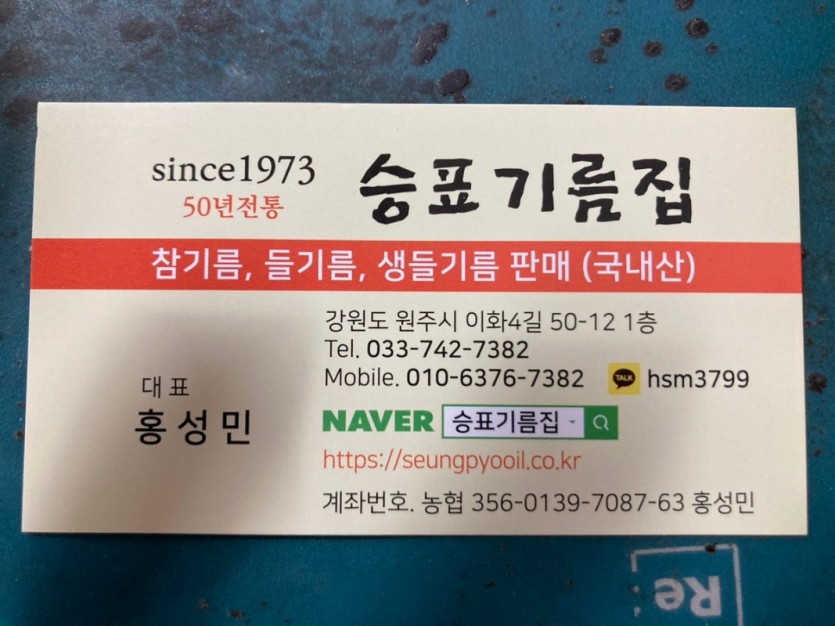 since1973
50년전통
승표기름집
참기름, 들기름, 생들기름 판매 (국내산)
강원도 원주시 이화4길 50-12 1층
Tel. 033-742-7382
Mobile. 010-6376-7382 TALK hsm3799
대표
홍성민
NAVER 승표기름집
https://seungpyooil.co.kr
계좌번호. 농협 356-0139-7087-63 홍성민
Re: